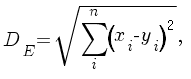 D_E = √(∑_i^n (x_i - y_i)^2),